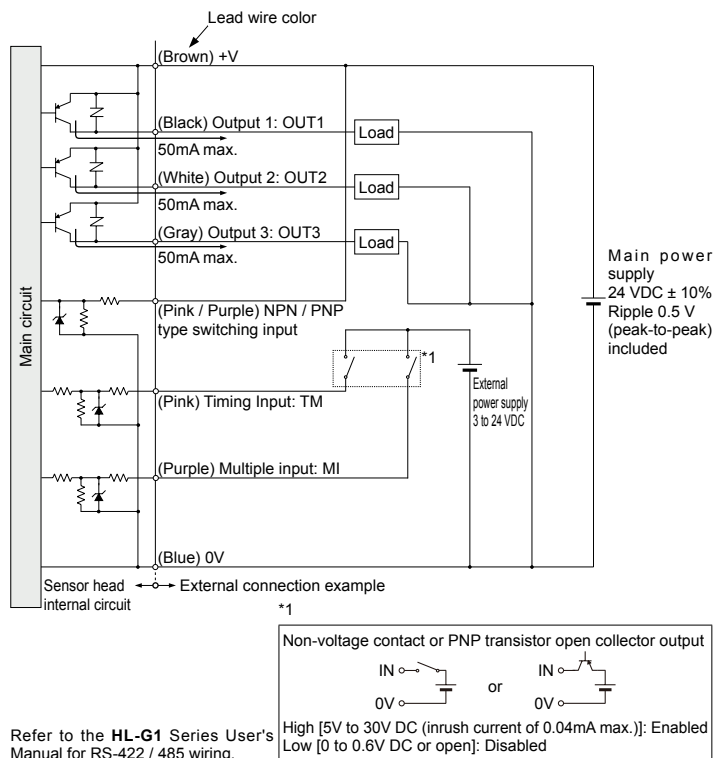 Lead wire color
(Brown) +V
(Black) Output 1: OUT1
Load
50mA max.
(White) Output 2: OUT2
Load
50mA max.
(Gray) Output 3: OUT3
Load
50mA max.
Main power
supply
24 VDC ± 10%
Ripple 0.5 V
(peak-to-peak)
included
Main circuit
(Pink / Purple) NPN / PNP
type switching input
*1
External
power supply
3 to 24 VDC
(Pink) Timing Input: TM
(Purple) Multiple input: MI
(Blue) 0V
Sensor head
internal circuit
External connection example
*1
Non-voltage contact or PNP transistor open collector output
IN
0V
or
IN
0V
High [5V to 30V DC (inrush current of 0.04mA max.)]: Enabled
Low [0 to 0.6V DC or open]: Disabled
Refer to the HL-G1 Series User's
Manual for RS-422 / 485 wiring.